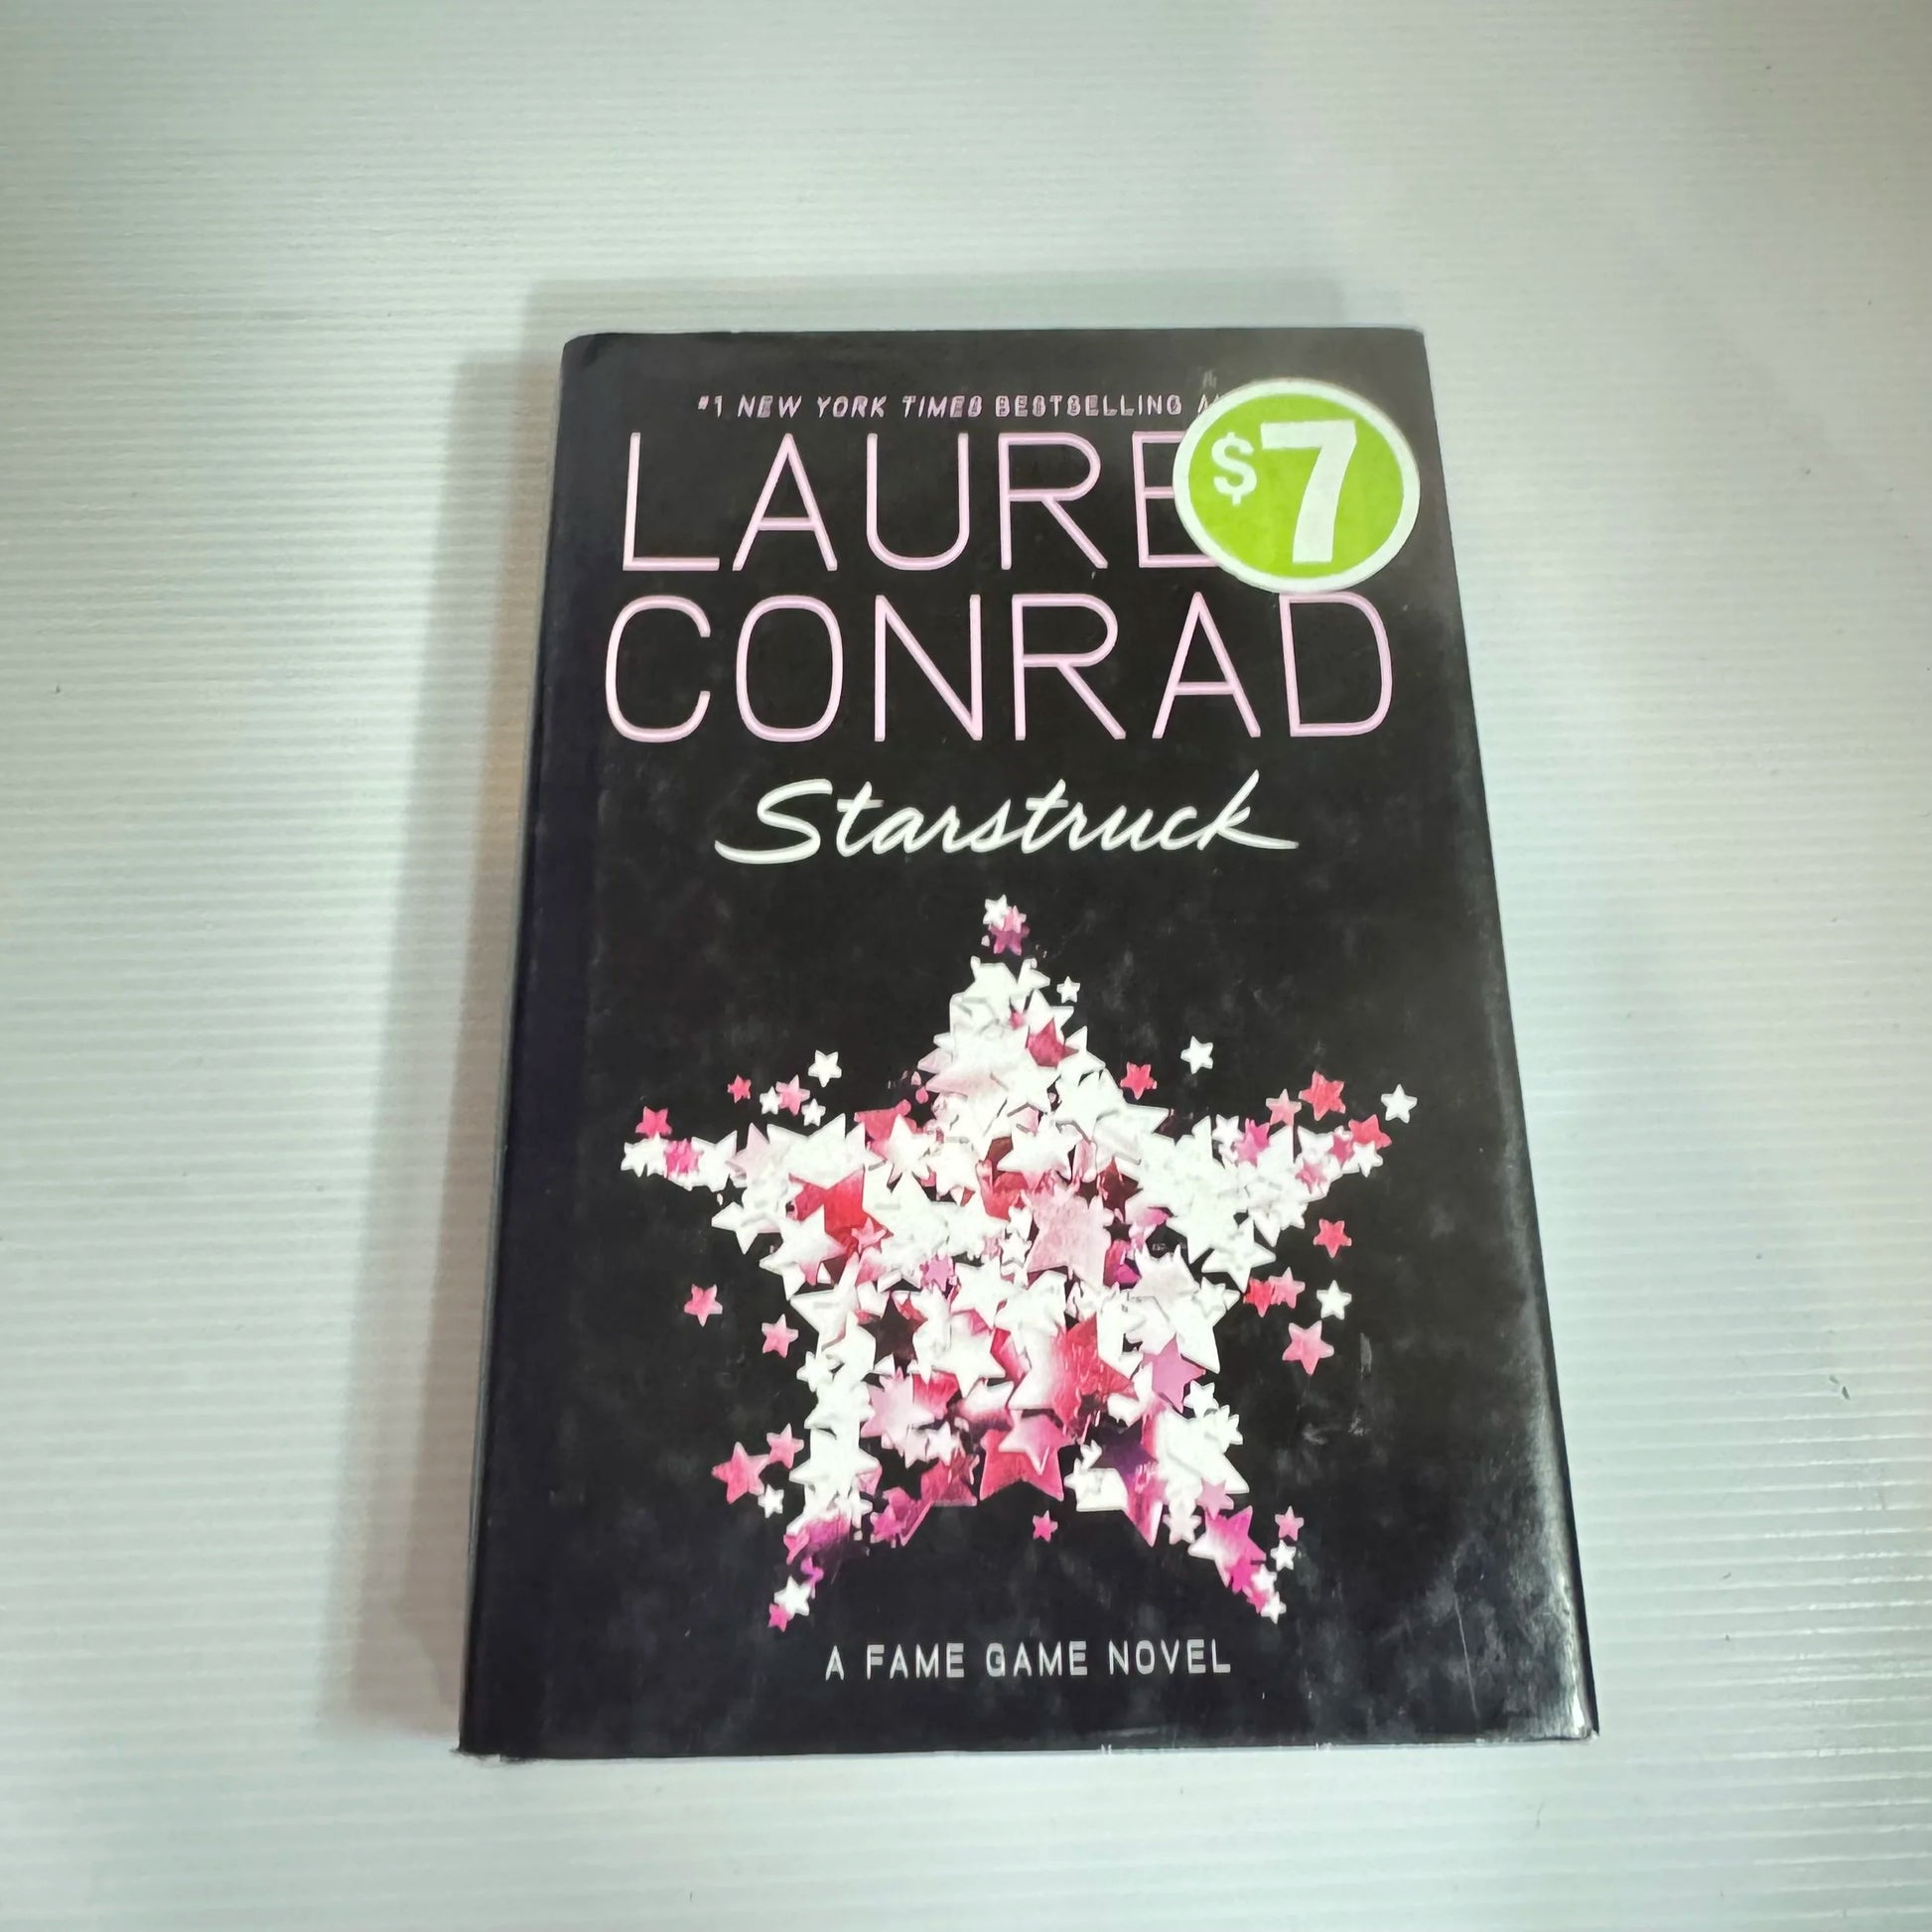 #1 NEW YORK TIMES BESTSELLING
$7
LAURE
CONRAD
Starstruck
A FAME GAME NOVEL